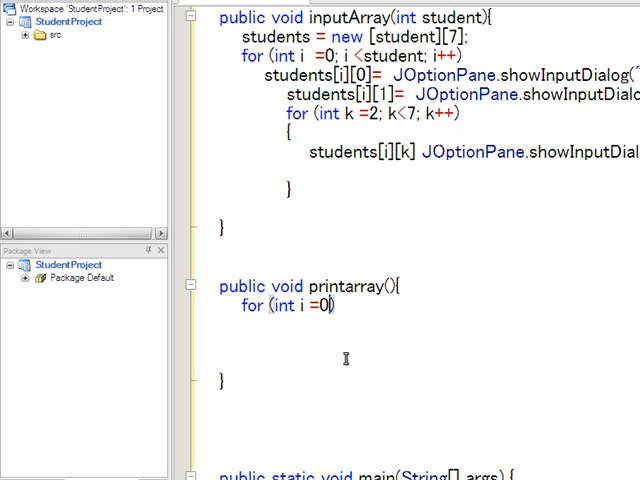 Workspace 'StudentProject': 1 Project
StudentProject
src
Package View
StudentProject
Package Default
public void inputArray(int student){
students = new [student][7];
for (int i =0; i <student; i++)
students[i][0]= JOptionPane.showInputDialog("
students[i][1]= JOptionPane.showInputDialo
for (int k =2; k<7; k++)
{
students[i][k] JOptionPane.showInputDial
}
}
public void printarray(){
for (int i =0)
}
public static void main(String[] args) {